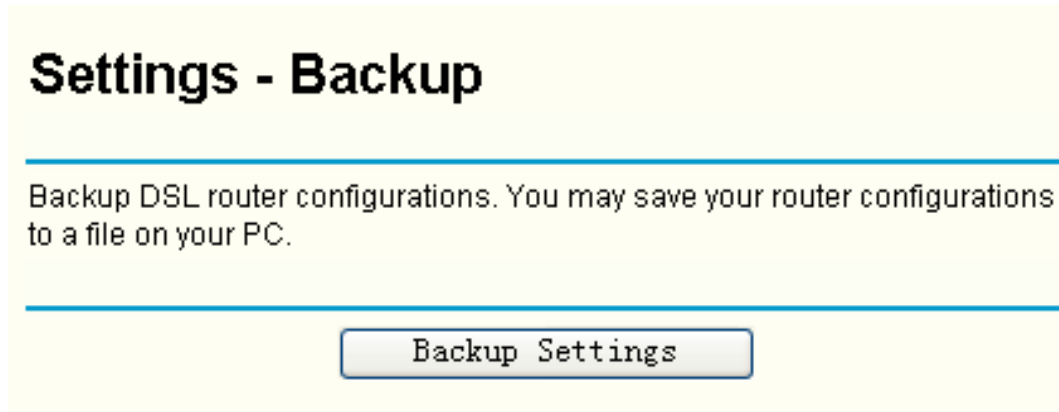 Settings - Backup
Backup DSL router configurations. You may save your router configurations
to a file on your PC.
Backup Settings